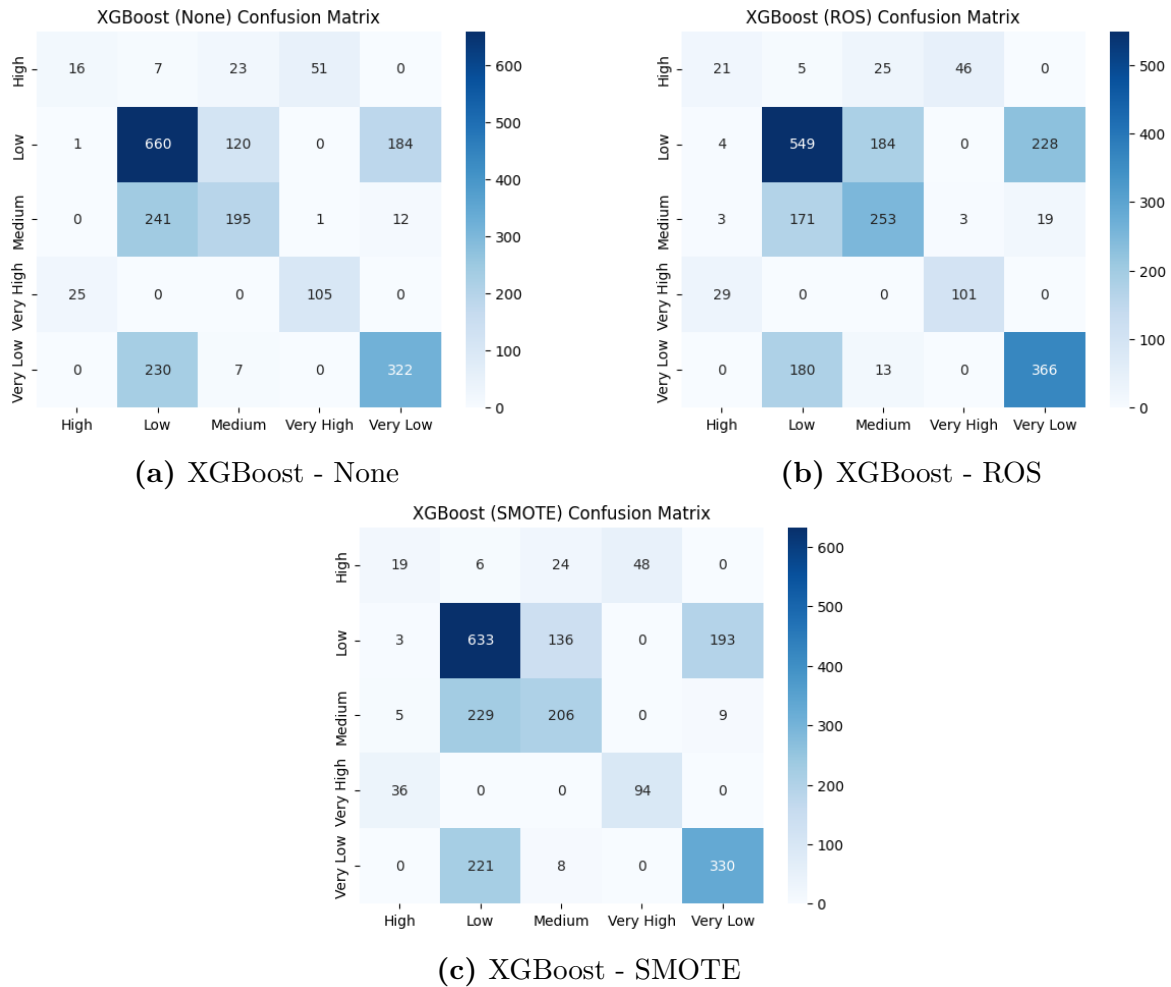 XGBoost (None) Confusion Matrix
High 16 7 23 51 0
Low 1 660 120 0 184
Medium 0 241 195 1 12
Very High 25 0 0 105 0
Very Low 0 230 7 0 322
High Low Medium Very High Very Low
600
500
400
300
200
100
0
(a) XGBoost - None
XGBoost (ROS) Confusion Matrix
High 21 5 25 46 0
Low 4 549 184 0 228
Medium 3 171 253 3 19
Very High 29 0 0 101 0
Very Low 0 180 13 0 366
High Low Medium Very High Very Low
500
400
300
200
100
0
(b) XGBoost - ROS
XGBoost (SMOTE) Confusion Matrix
High 19 6 24 48 0
Low 3 633 136 0 193
Medium 5 229 206 0 9
Very High 36 0 0 94 0
Very Low 0 221 8 0 330
High Low Medium Very High Very Low
600
500
400
300
200
100
0
(c) XGBoost - SMOTE